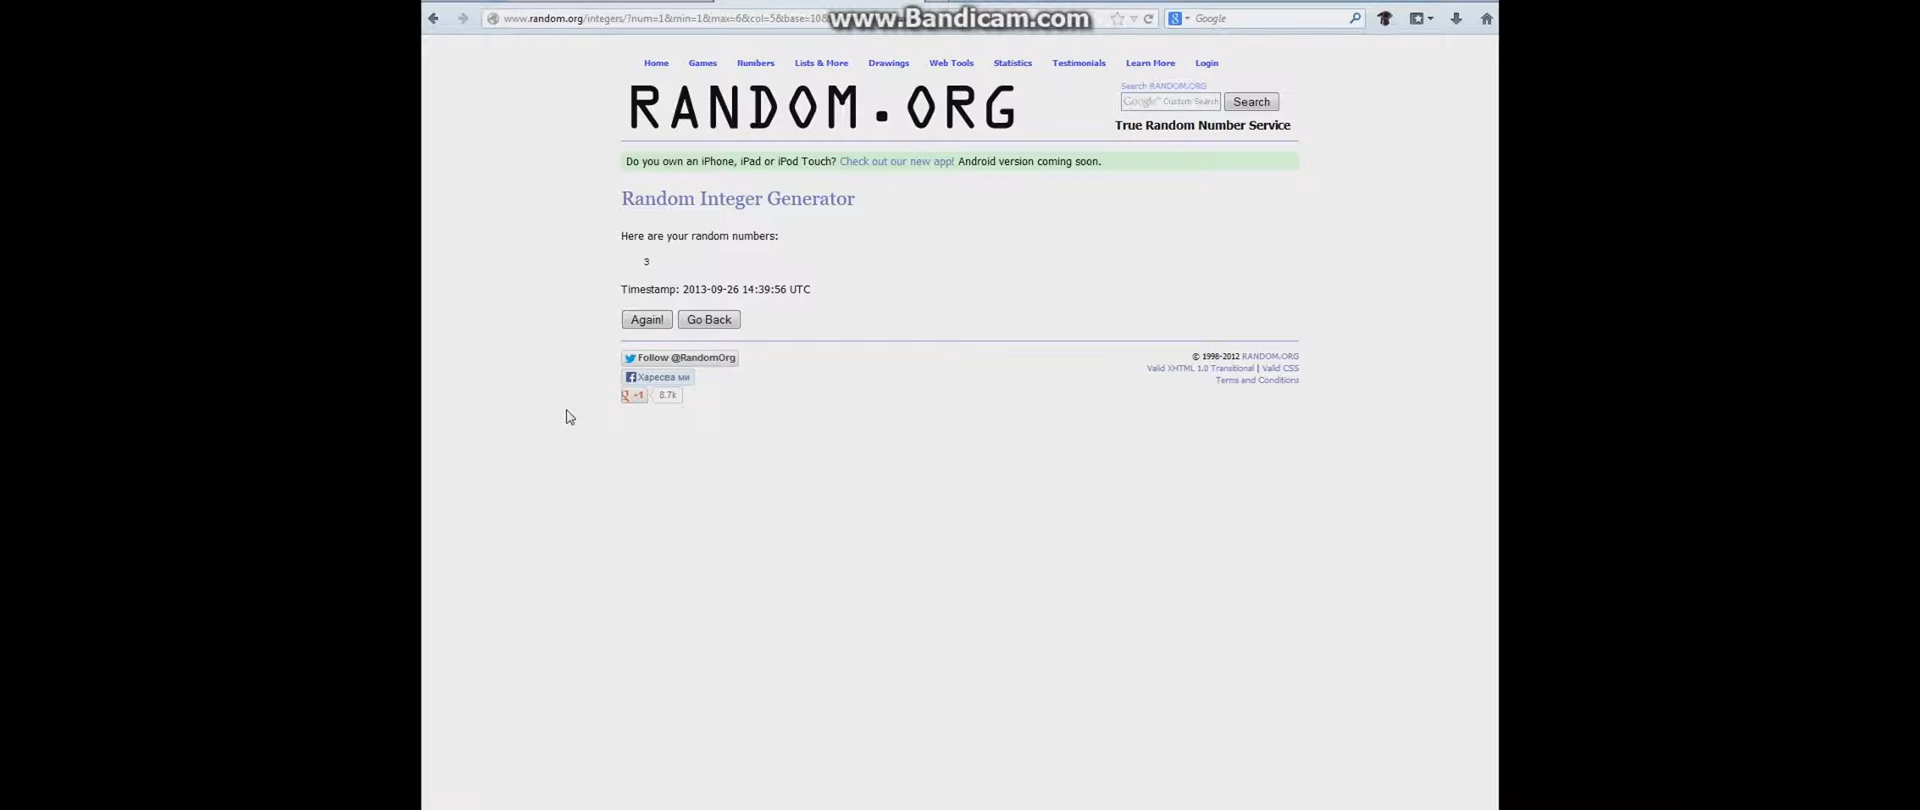 www.random.org/integers/?num=1&min=1&max=6&col=5&base=10&
www.Bandicam.com
Google
Home Games Numbers Lists & More Drawings Web Tools Statistics Testimonials Learn More Login
RANDOM.ORG
Search RANDOM.ORG
Google™ Custom Search Search
True Random Number Service
Do you own an iPhone, iPad or iPod Touch? Check out our new app! Android version coming soon.
Random Integer Generator
Here are your random numbers:
3
Timestamp: 2013-09-26 14:39:56 UTC
Again! Go Back
Follow @RandomOrg
Харесва ми
+1 8.7k
© 1998-2012 RANDOM.ORG
Valid XHTML 1.0 Transitional | Valid CSS
Terms and Conditions